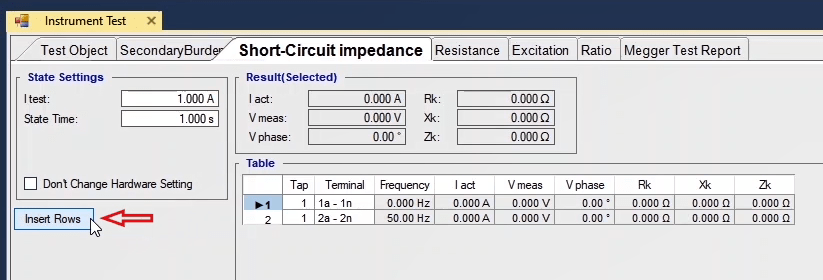 Instrument Test
Test Object SecondaryBurder Short-Circuit impedance Resistance Excitation Ratio Megger Test Report
State Settings
I test: 1.000 A
State Time: 1.000 s
Don't Change Hardware Setting
Insert Rows
Result(Selected)
I act: 0.000 A Rk: 0.000 Ω
V meas: 0.000 V Xk: 0.000 Ω
V phase: 0.00 ° Zk: 0.000 Ω
Table
Tap Terminal Frequency I act V meas V phase Rk Xk Zk
1 1 1a - 1n 0.000 Hz 0.000 A 0.000 V 0.00 ° 0.000 Ω 0.000 Ω 0.000 Ω
2 1 2a - 2n 50.00 Hz 0.000 A 0.000 V 0.00 ° 0.000 Ω 0.000 Ω 0.000 Ω